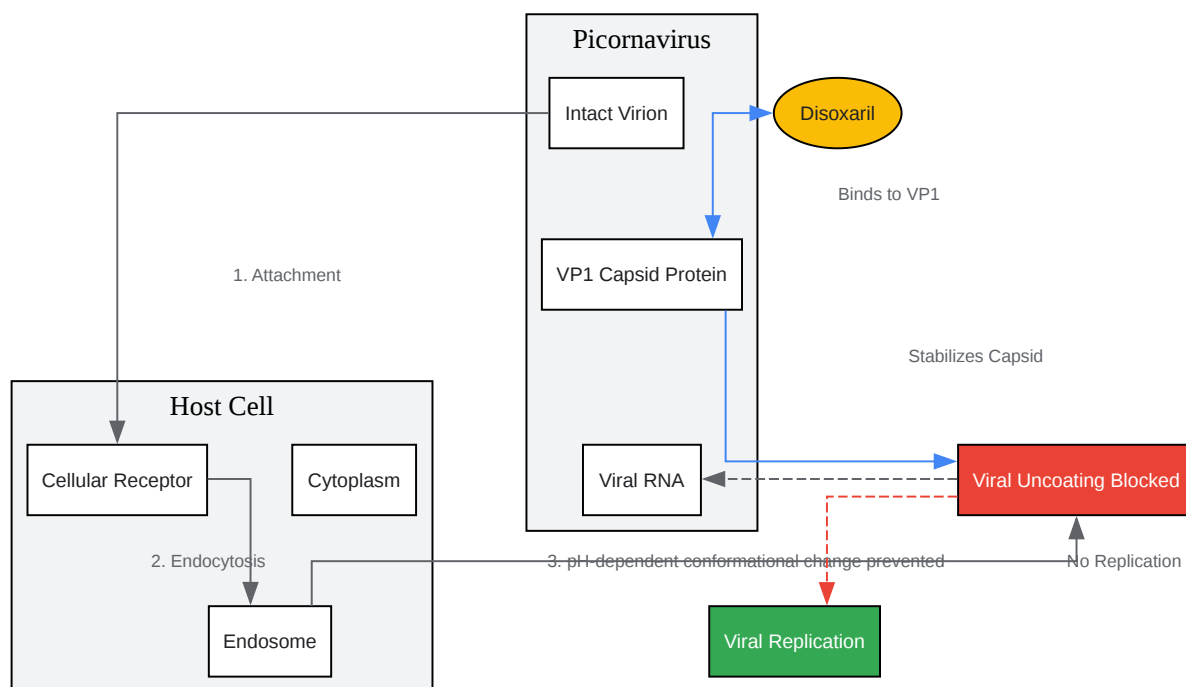 Picornavirus
Intact Virion
Disoxaril
Binds to VP1
VP1 Capsid Protein
1. Attachment
Stabilizes Capsid
Host Cell
Cellular Receptor
Cytoplasm
Viral RNA
Viral Uncoating Blocked
2. Endocytosis
3. pH-dependent conformational change prevented
No Replication
Endosome
Viral Replication